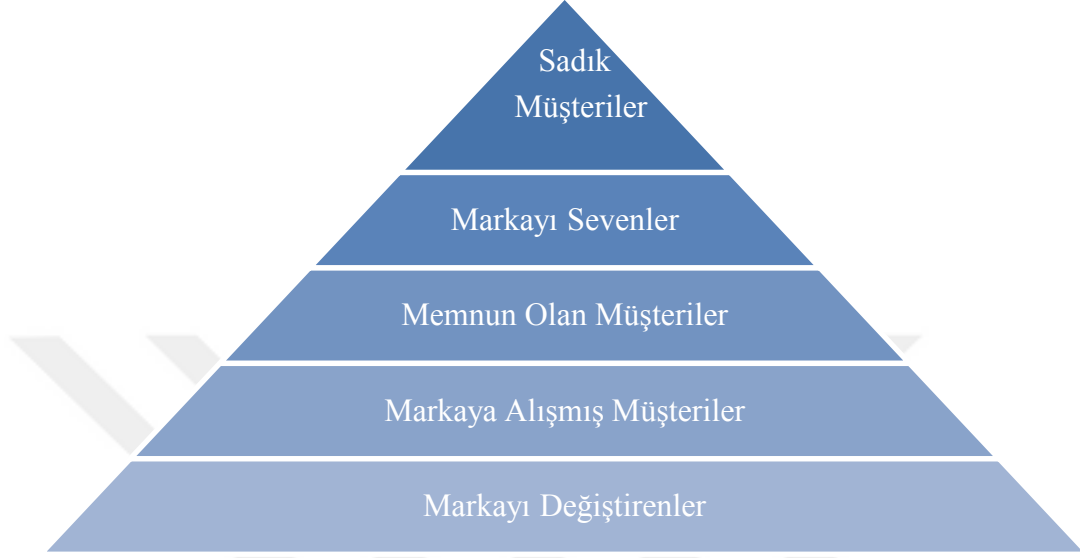 Sadık
Müşteriler
Markayı Sevenler
Memnun Olan Müşteriler
Markaya Alışmış Müşteriler
Markayı Değiştirenler